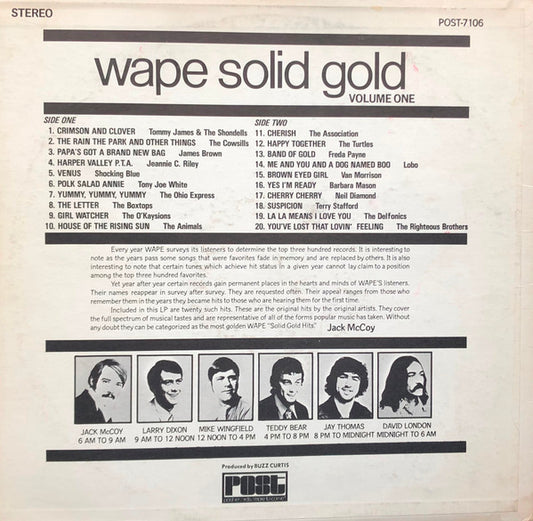 STEREO
POST-7106
wape solid gold
VOLUME ONE
SIDE ONE
1. CRIMSON AND CLOVER Tommy James & The Shondells
2. THE RAIN THE PARK AND OTHER THINGS The Cowsills
3. PAPA'S GOT A BRAND NEW BAG James Brown
4. HARPER VALLEY P.T.A. Jeannie C. Riley
5. VENUS Shocking Blue
6. POLK SALAD ANNIE Tony Joe White
7. YUMMY, YUMMY, YUMMY The Ohio Express
8. THE LETTER The Boxtops
9. GIRL WATCHER The O'Kaysions
10. HOUSE OF THE RISING SUN The Animals
SIDE TWO
11. CHERISH The Association
12. HAPPY TOGETHER The Turtles
13. BAND OF GOLD Freda Payne
14. ME AND YOU AND A DOG NAMED BOO Lobo
15. BROWN EYED GIRL Van Morrison
16. YES I'M READY Barbara Mason
17. CHERRY CHERRY Neil Diamond
18. SUSPICION Terry Stafford
19. LA LA MEANS I LOVE YOU The Delfonics
20. YOU'VE LOST THAT LOVIN' FEELING The Righteous Brothers
Every year WAPE surveys its listeners to determine the top three hundred records. It is interesting to
note as the years pass some songs that were favorites fade in memory and are replaced by others. It is also
interesting to note that certain tunes which achieve hit status in a given year cannot lay claim to a position
among the top three hundred favorites.
Yet year after year certain records gain permanent places in the hearts and minds of WAPE'S listeners.
Their names reappear in survey after survey. They are requested often. Their appeal ranges from those who
remember them in the years they became hits to those who are hearing them for the first time.
Included in this LP are twenty such hits. These are the original hits by the original artists. They cover
the full spectrum of musical tastes and are representative of all of the forms popular music has taken. Without
any doubt they can be categorized as the most golden WAPE "Solid Gold Hits."
Jack McCoy
JACK McCOY
6 AM TO 9 AM
LARRY DIXON
9 AM TO 12 NOON
MIKE WINGFIELD
12 NOON TO 4 PM
TEDDY BEAR
4 PM TO 8 PM
JAY THOMAS
8 PM TO MIDNIGHT
DAVID LONDON
MIDNIGHT TO 6 AM
Produced by BUZZ CURTIS
POST